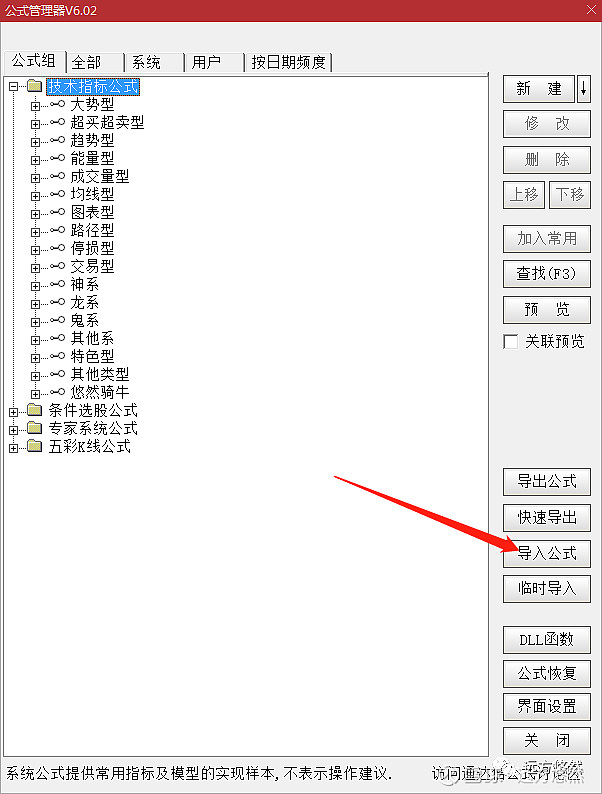 公式管理器V6.02
公式组 全部 系统 用户 按日期频度
技术指标公式
大势型
超买超卖型
趋势型
能量型
成交量型
均线型
图表型
路径型
停损型
交易型
神系
龙系
鬼系
其他系
特色型
其他类型
悠然骑牛
条件选股公式
专家系统公式
五彩K线公式
新 建 ↓
修 改
删 除
上移 下移
加入常用
查找(F3)
预 览
关联预览
导出公式
快速导出
导入公式
临时导入
DLL函数
公式恢复
界面设置
关 闭
系统公式提供常用指标及模型的实现样本,不表示操作建议. 访问通达信公式
远方悠然